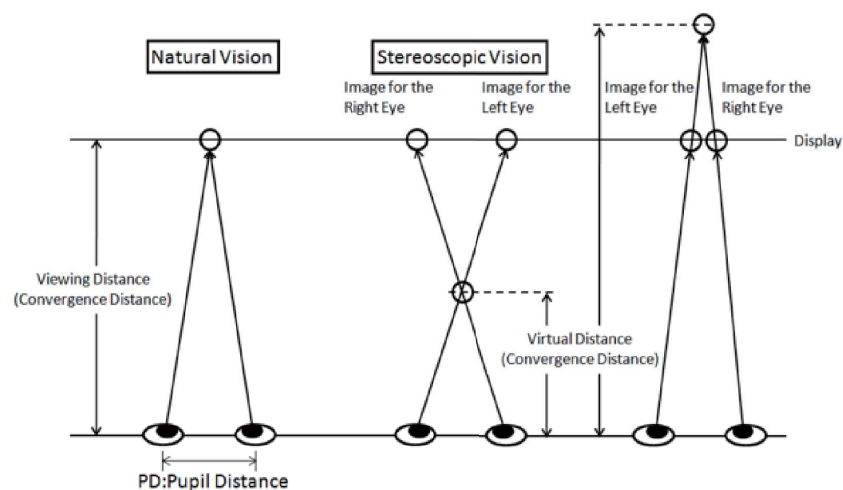 Natural Vision
Stereoscopic Vision
Image for the
Right Eye
Image for the
Left Eye
Image for the
Left Eye
Image for the
Right Eye
Display
Viewing Distance
(Convergence Distance)
Virtual Distance
(Convergence Distance)
PD:Pupil Distance